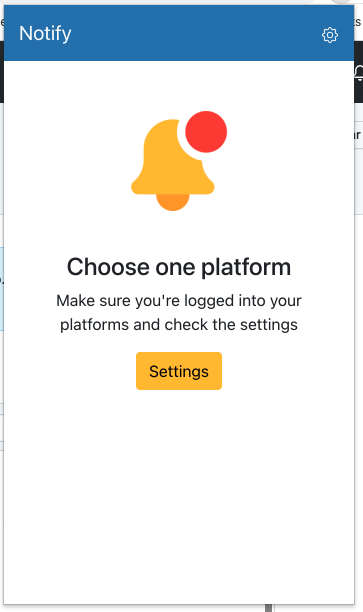 Notify
Choose one platform
Make sure you're logged into your
platforms and check the settings
Settings